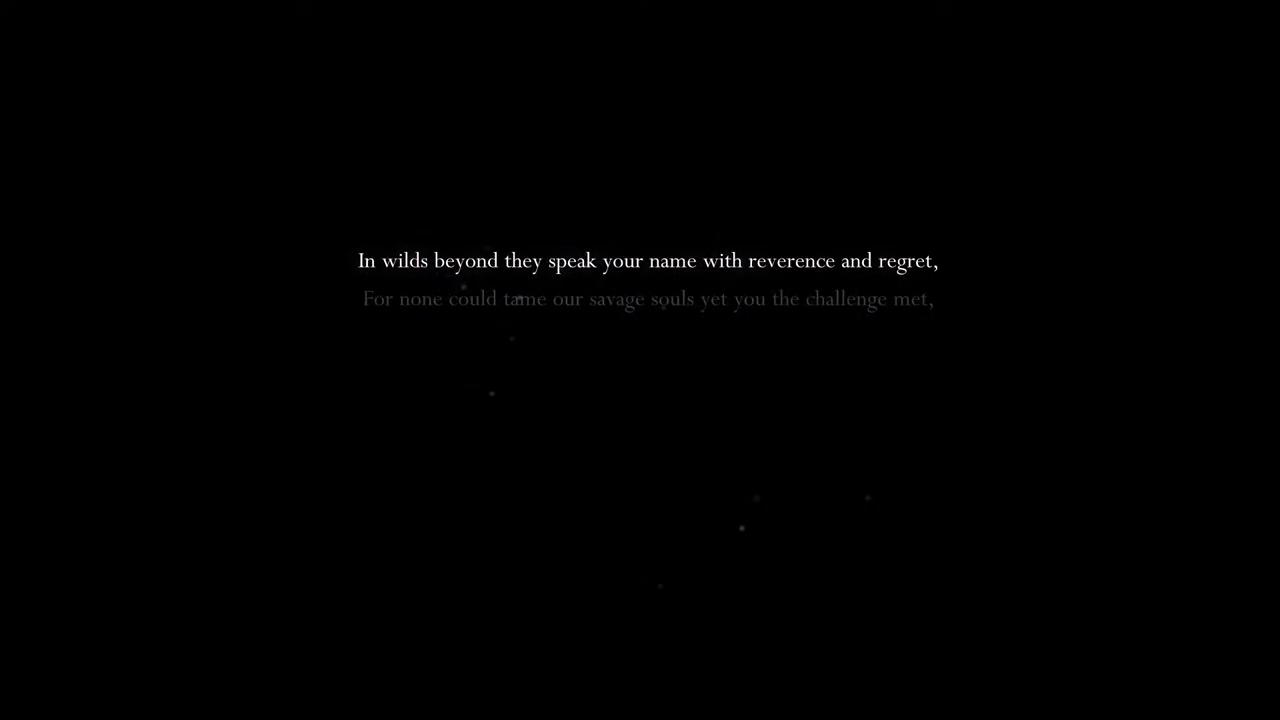 In wilds beyond they speak your name with reverence and regret,
For none could tame our savage souls yet you the challenge met,